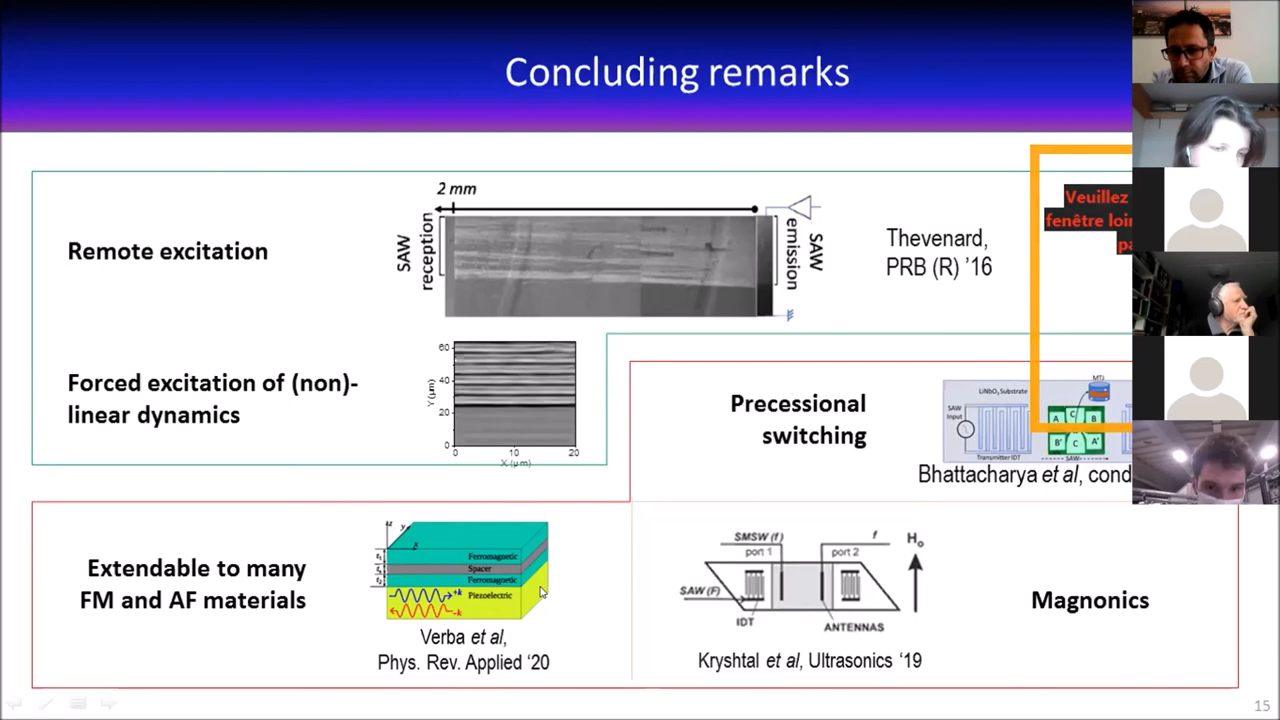 Concluding remarks
2 mm
Remote excitation
SAW
reception
SAW
emission
Thevenard,
PRB (R) '16
Veuillez
fenêtre loin
pa
Forced excitation of (non)-
linear dynamics
60
40
20
0
Y (µm)
0
10
20
X (µm)
Precessional
switching
LiNbO₃ Substrate
MTJ
SAW
Input
A
C
B
B'
C
A'
Transmitter IDT
SAW
Bhattacharya et al, cond
Extendable to many
FM and AF materials
z
y
x
Ferromagnetic
Spacer
Ferromagnetic
Piezoelectric
+k
-k
Verba et al,
Phys. Rev. Applied '20
SMSW (f)
port 1
f
port 2
H₀
SAW (F)
IDT
ANTENNAS
Kryshtal et al, Ultrasonics '19
Magnonics
15